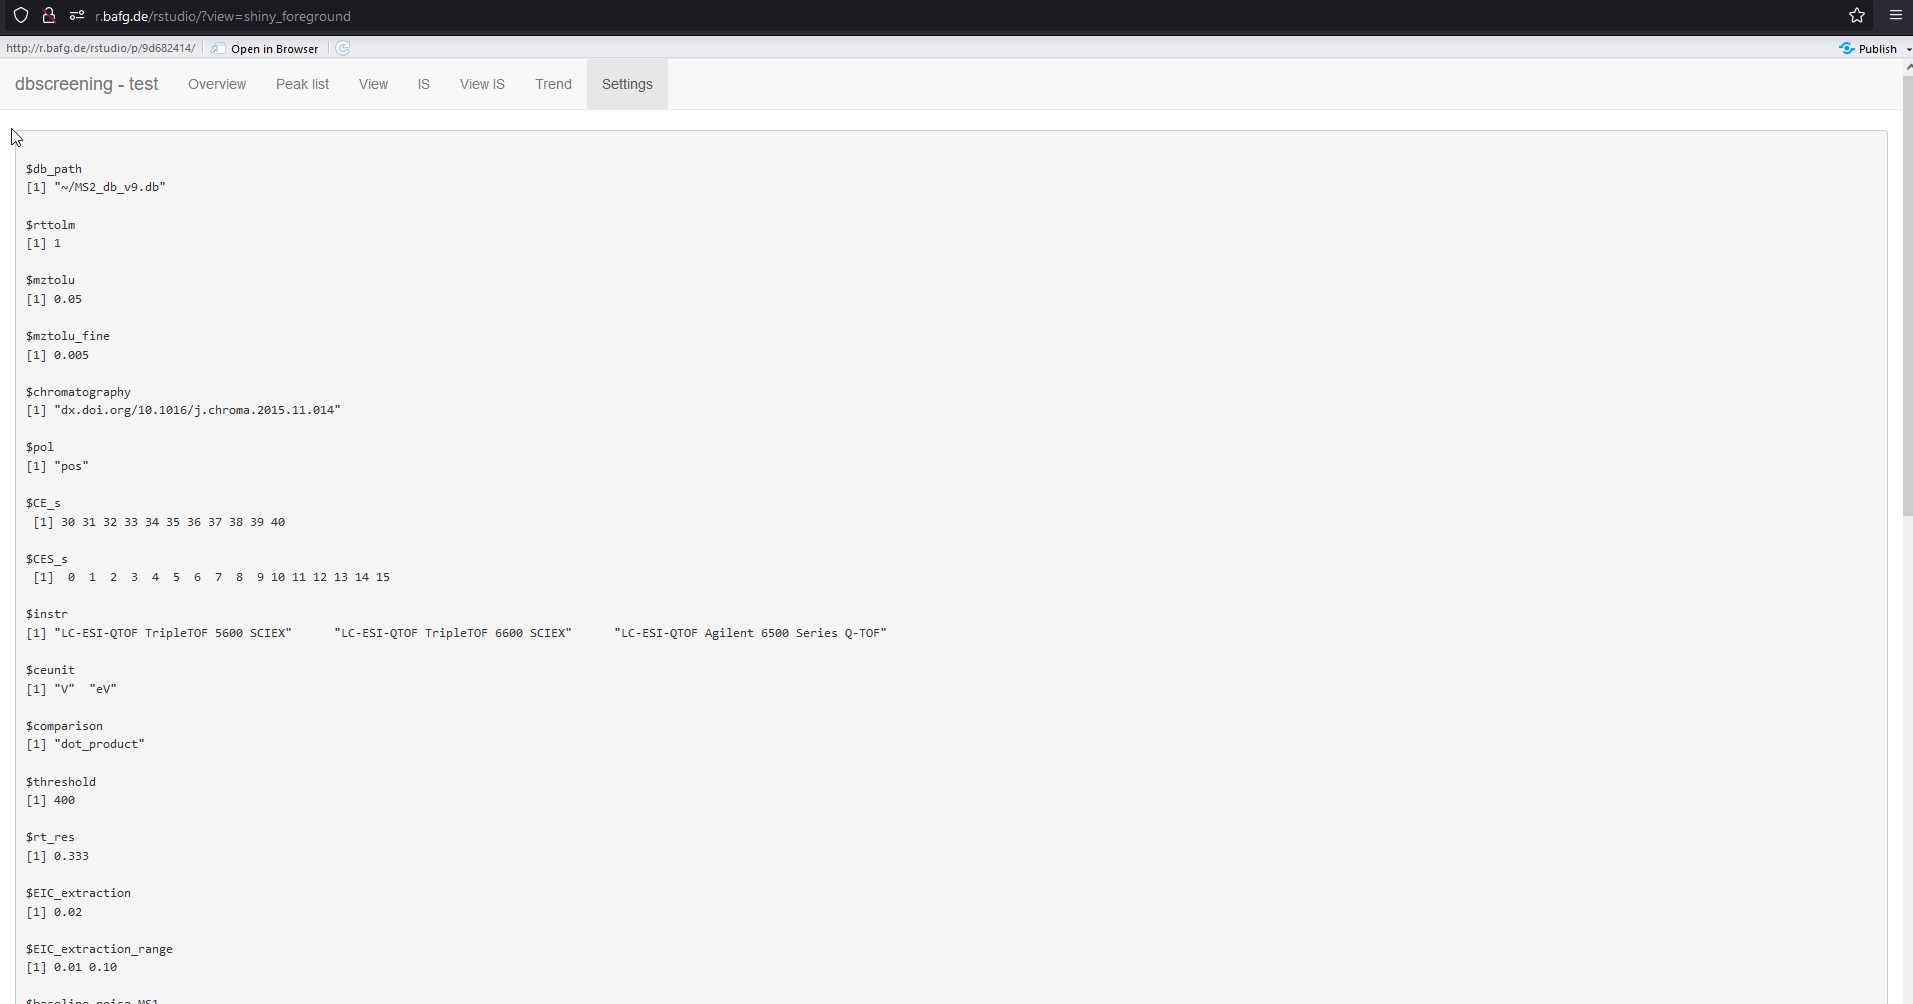 r.bafg.de/rstudio/?view=shiny_foreground
http://r.bafg.de/rstudio/p/9d682414/ Open in Browser Publish
dbscreening - test Overview Peak list View IS View IS Trend Settings
$db_path
[1] "~/MS2_db_v9.db"
$rttolm
[1] 1
$mztolu
[1] 0.05
$mztolu_fine
[1] 0.005
$chromatography
[1] "dx.doi.org/10.1016/j.chroma.2015.11.014"
$pol
[1] "pos"
$CE_s
[1] 30 31 32 33 34 35 36 37 38 39 40
$CES_s
[1] 0 1 2 3 4 5 6 7 8 9 10 11 12 13 14 15
$instr
[1] "LC-ESI-QTOF TripleTOF 5600 SCIEX" "LC-ESI-QTOF TripleTOF 6600 SCIEX" "LC-ESI-QTOF Agilent 6500 Series Q-TOF"
$ceunit
[1] "V" "eV"
$comparison
[1] "dot_product"
$threshold
[1] 400
$rt_res
[1] 0.333
$EIC_extraction
[1] 0.02
$EIC_extraction_range
[1] 0.01 0.10
$baseline_noise_MS1